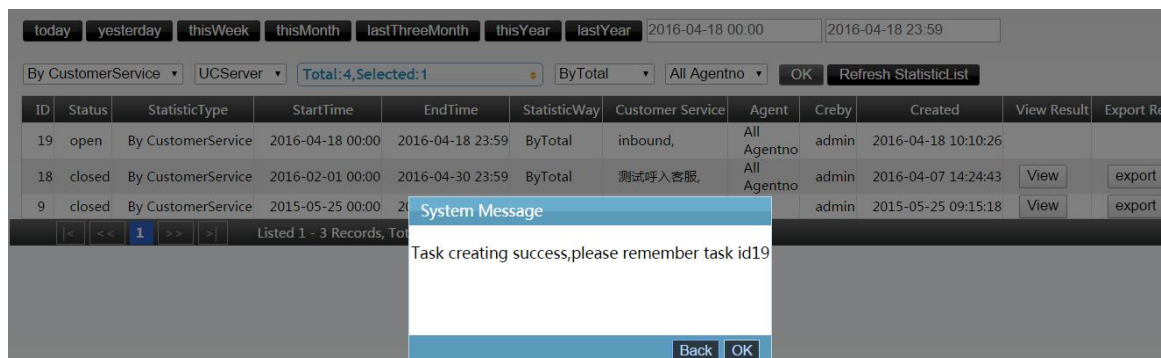 today yesterday thisWeek thisMonth lastThreeMonth thisYear lastYear 2016-04-18 00:00 2016-04-18 23:59
By CustomerService UCServer Total:4,Selected:1 ByTotal All Agentno OK Refresh StatisticList
ID Status StatisticType StartTime EndTime StatisticWay Customer Service Agent Creby Created View Result Export Re
19 open By CustomerService 2016-04-18 00:00 2016-04-18 23:59 ByTotal inbound, All Agentno admin 2016-04-18 10:10:26
18 closed By CustomerService 2016-02-01 00:00 2016-04-30 23:59 ByTotal 测试呼入客服, All Agentno admin 2016-04-07 14:24:43 View export
9 closed By CustomerService 2015-05-25 00:00 admin 2015-05-25 09:15:18 View export
|< << 1 >> >| Listed 1 - 3 Records,
System Message
Task creating success,please remember task id19
Back OK